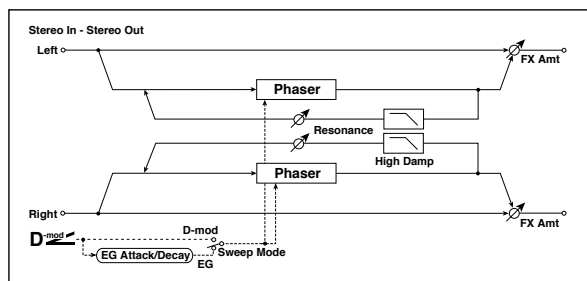 Stereo In - Stereo Out
Left
FX Amt
Phaser
Resonance
High Damp
Phaser
Right
FX Amt
D-mod
D-mod
Sweep Mode
EG Attack/Decay
EG